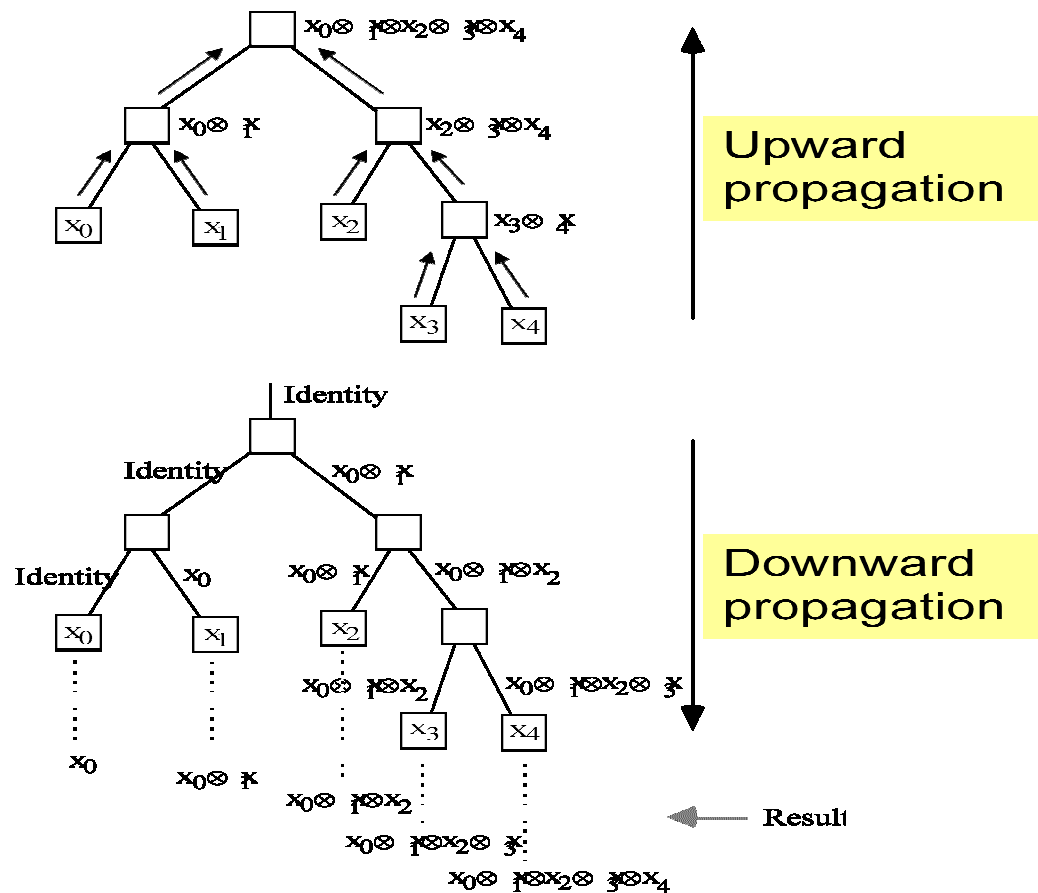 x0⊗ x1⊗x2⊗ x3⊗x4
x0⊗ x1
x2⊗ x3⊗x4
Upward
propagation
x0
x1
x2
x3⊗ x4
x3
x4
Identity
Identity
x0⊗ x1
Identity
x0
x0⊗ x1
x0⊗ x1⊗x2
Downward
propagation
x0
x1
x2
x0⊗ x1⊗x2
x0⊗ x1⊗x2⊗ x3
x3
x4
x0
x0⊗ x1
x0⊗ x1⊗x2
Result
x0⊗ x1⊗x2⊗ x3
x0⊗ x1⊗x2⊗ x3⊗x4